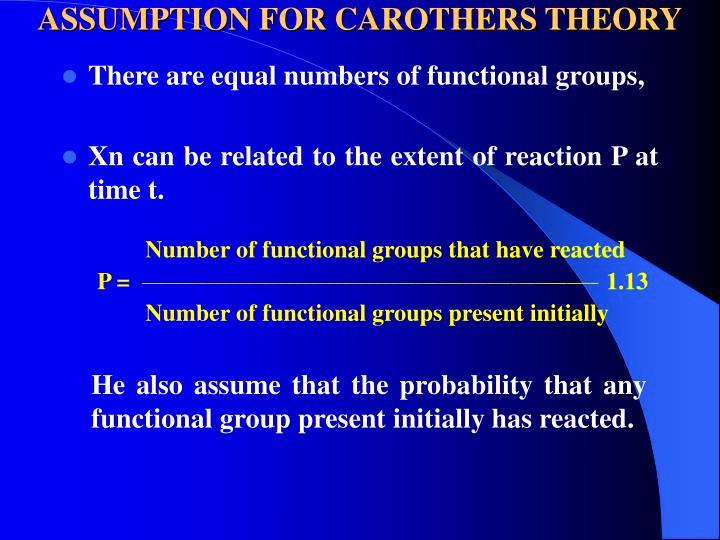 ASSUMPTION FOR CAROTHERS THEORY
There are equal numbers of functional groups,
Xn can be related to the extent of reaction P at
time t.
Number of functional groups that have reacted
P = 1.13
Number of functional groups present initially
He also assume that the probability that any
functional group present initially has reacted.